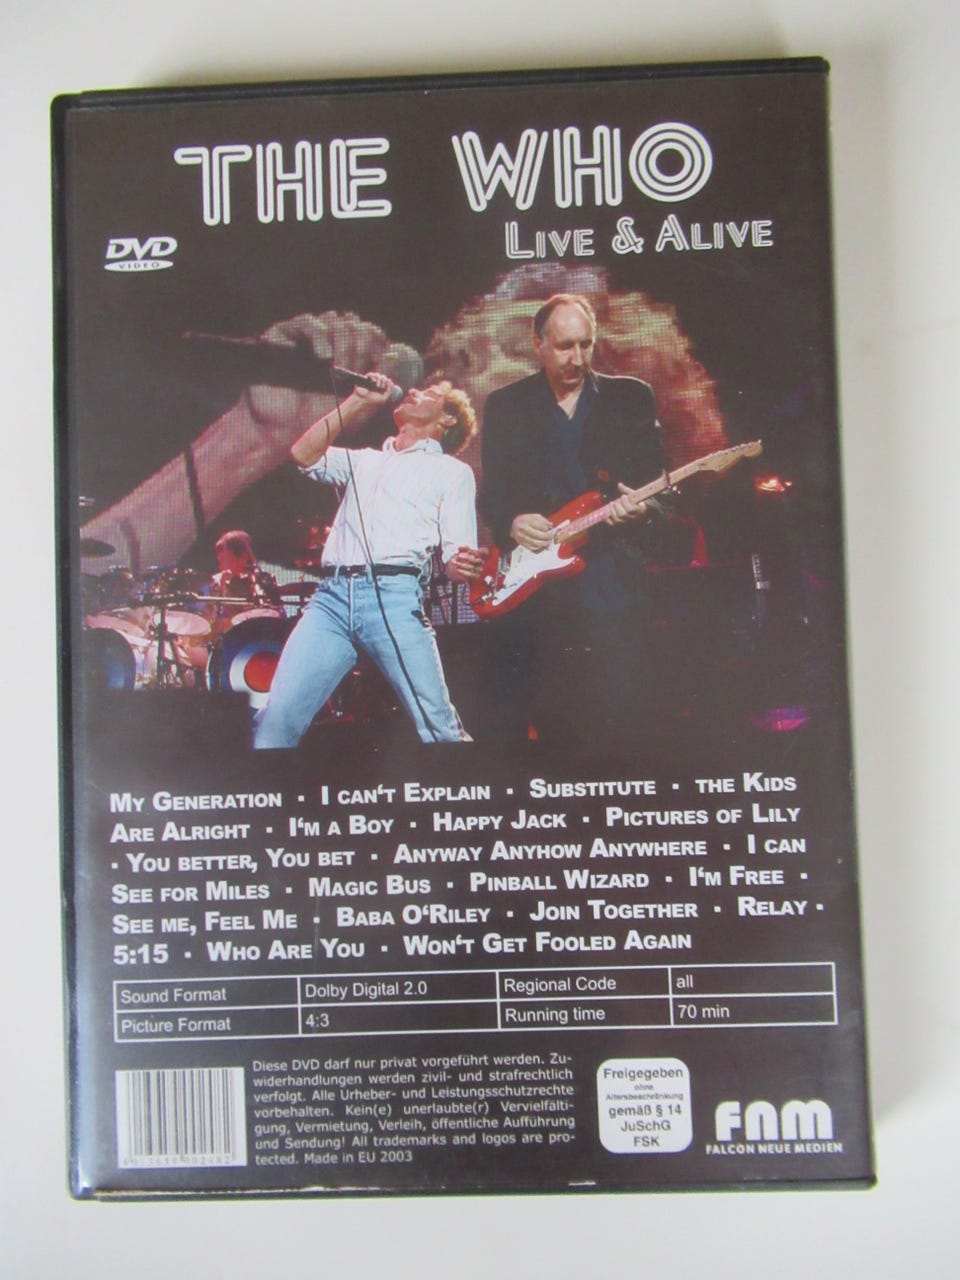 THE WHO
LIVE & ALIVE
DVD
VIDEO
MY GENERATION · I CAN'T EXPLAIN · SUBSTITUTE · THE KIDS
ARE ALRIGHT · I'M A BOY · HAPPY JACK · PICTURES OF LILY
· YOU BETTER, YOU BET · ANYWAY ANYHOW ANYWHERE · I CAN
SEE FOR MILES · MAGIC BUS · PINBALL WIZARD · I'M FREE ·
SEE ME, FEEL ME · BABA O'RILEY · JOIN TOGETHER · RELAY ·
5:15 · WHO ARE YOU · WON'T GET FOOLED AGAIN
Sound Format Dolby Digital 2.0 Regional Code all
Picture Format 4:3 Running time 70 min
Diese DVD darf nur privat vorgeführt werden. Zu-
widerhandlungen werden zivil- und strafrechtlich
verfolgt. Alle Urheber- und Leistungsschutzrechte
vorbehalten. Kein(e) unerlaubte(r) Vervielfälti-
gung, Vermietung, Verleih, öffentliche Aufführung
und Sendung! All trademarks and logos are pro-
tected. Made in EU 2003
Freigegeben
ohne
Altersbeschränkung
gemäß § 14
JuSchG
FSK
FNM
FALCON NEUE MEDIEN